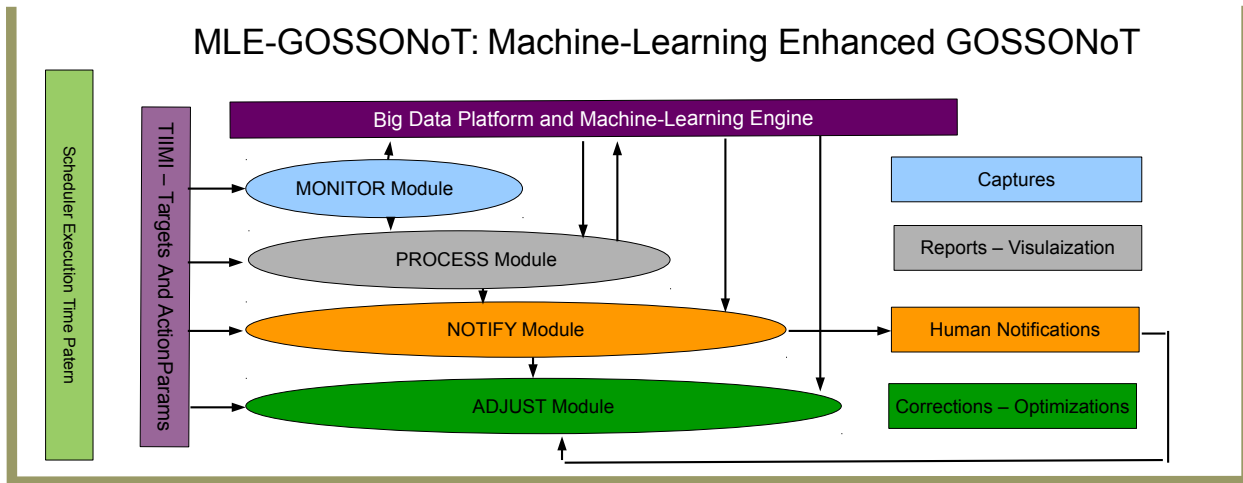 MLE-GOSSONoT: Machine-Learning Enhanced GOSSONoT
Scheduler Execution Time Patern
TIIMI – Targets And ActionParams
Big Data Platform and Machine-Learning Engine
MONITOR Module
Captures
PROCESS Module
Reports – Visulaization
NOTIFY Module
Human Notifications
ADJUST Module
Corrections – Optimizations